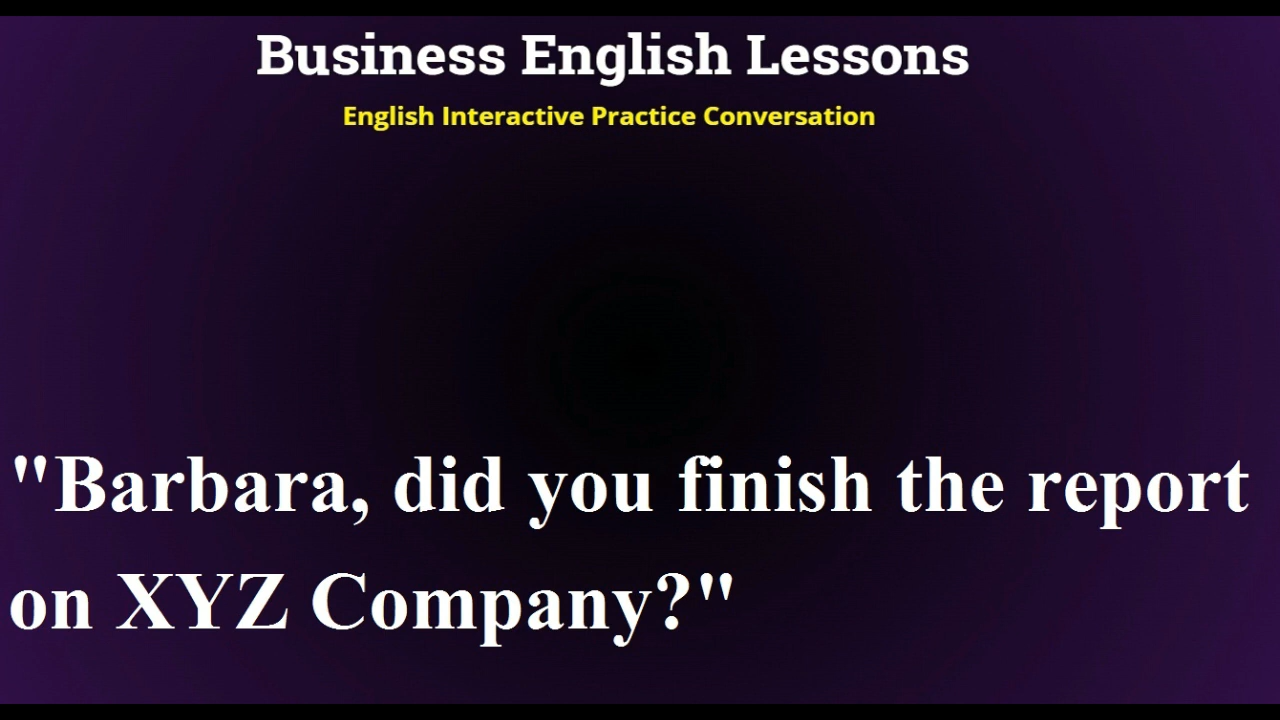 Business English Lessons
English Interactive Practice Conversation
"Barbara, did you finish the report
on XYZ Company?"